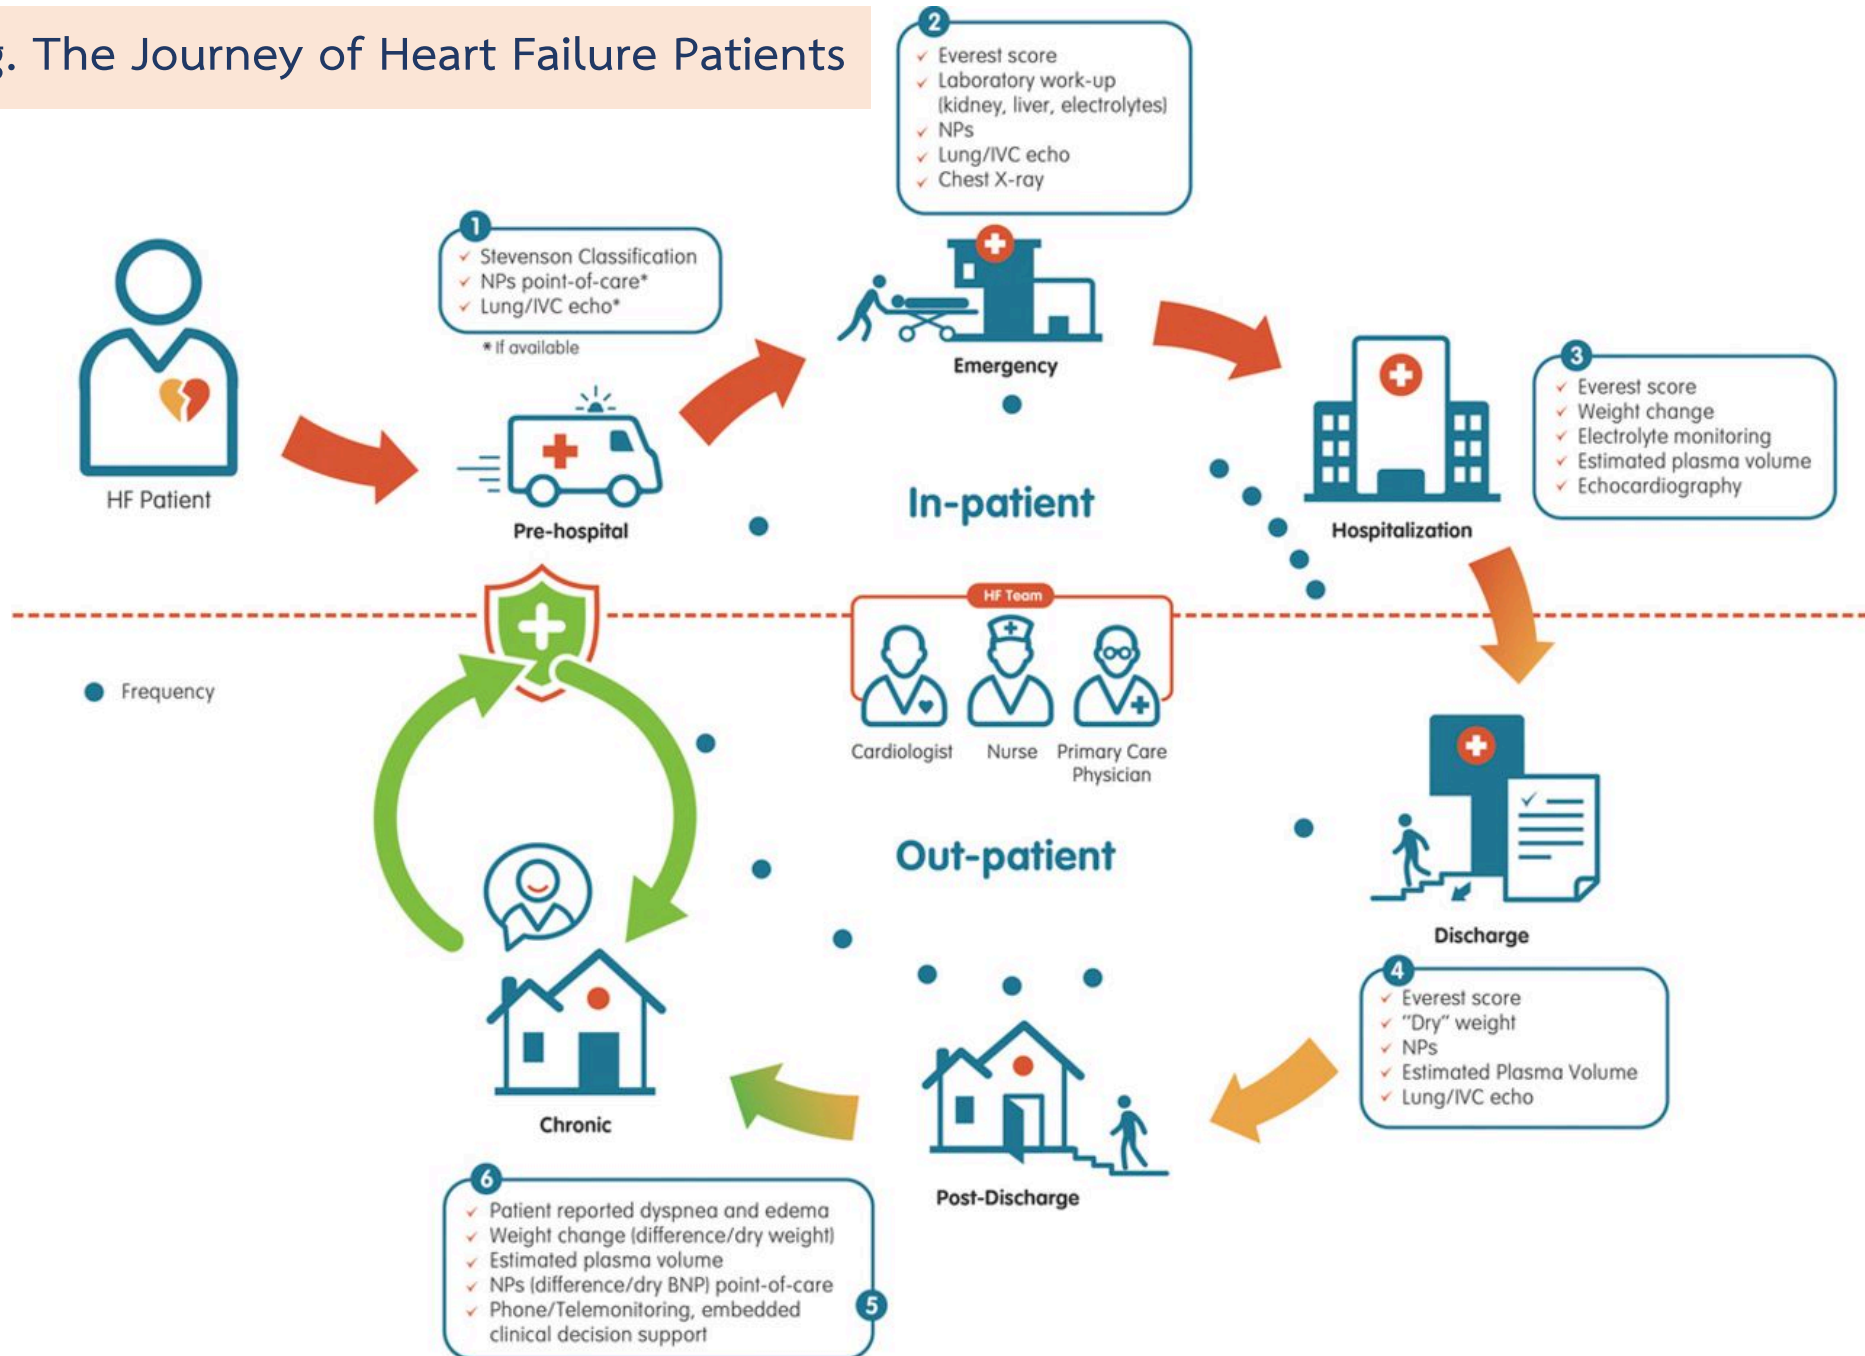 g. The Journey of Heart Failure Patients
2
Everest score
Laboratory work-up
(kidney, liver, electrolytes)
NPs
Lung/IVC echo
Chest X-ray
1
Stevenson Classification
NPs point-of-care*
Lung/IVC echo*
* If available
HF Patient
Pre-hospital
Emergency
In-patient
Hospitalization
3
Everest score
Weight change
Electrolyte monitoring
Estimated plasma volume
Echocardiography
HF Team
Cardiologist
Nurse
Primary Care
Physician
Frequency
Out-patient
Discharge
4
Everest score
"Dry" weight
NPs
Estimated Plasma Volume
Lung/IVC echo
Post-Discharge
Chronic
6
Patient reported dyspnea and edema
Weight change (difference/dry weight)
Estimated plasma volume
NPs (difference/dry BNP) point-of-care
Phone/Telemonitoring, embedded
clinical decision support
5